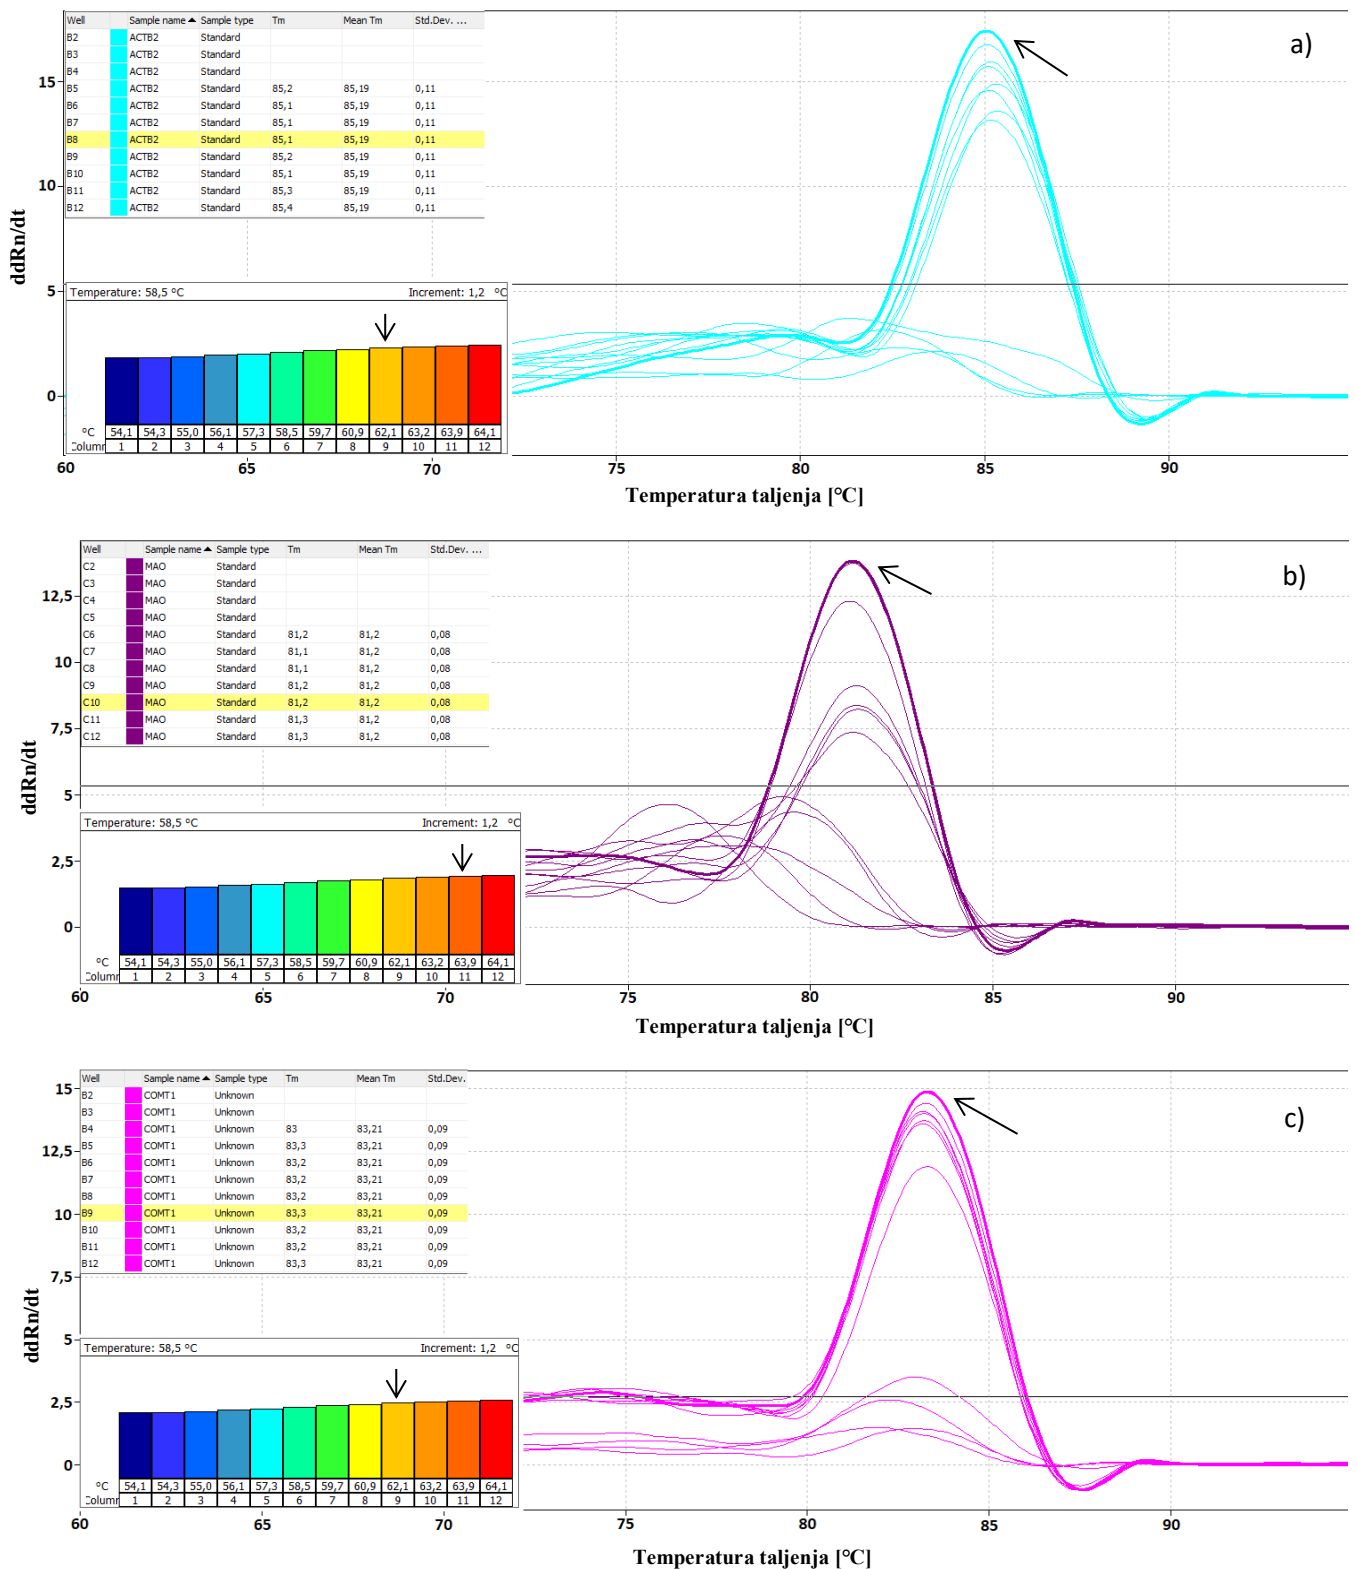 a)
Well Sample name Sample type Tm Mean Tm Std.Dev. ...
B2 ACTB2 Standard
B3 ACTB2 Standard
B4 ACTB2 Standard
B5 ACTB2 Standard 85,2 85,19 0,11
B6 ACTB2 Standard 85,1 85,19 0,11
B7 ACTB2 Standard 85,1 85,19 0,11
B8 ACTB2 Standard 85,1 85,19 0,11
B9 ACTB2 Standard 85,2 85,19 0,11
B10 ACTB2 Standard 85,1 85,19 0,11
B11 ACTB2 Standard 85,3 85,19 0,11
B12 ACTB2 Standard 85,4 85,19 0,11
15
10
5
0
ddRn/dt
Temperature: 58,5 ºC Increment: 1,2 ºC
ºC 54,1 54,3 55,0 56,1 57,3 58,5 59,7 60,9 62,1 63,2 63,9 64,1
Column 1 2 3 4 5 6 7 8 9 10 11 12
60 65 70 75 80 85 90
Temperatura taljenja [°C]
b)
Well Sample name Sample type Tm Mean Tm Std.Dev. ...
C2 MAO Standard
C3 MAO Standard
C4 MAO Standard
C5 MAO Standard
C6 MAO Standard 81,2 81,2 0,08
C7 MAO Standard 81,1 81,2 0,08
C8 MAO Standard 81,1 81,2 0,08
C9 MAO Standard 81,2 81,2 0,08
C10 MAO Standard 81,2 81,2 0,08
C11 MAO Standard 81,3 81,2 0,08
C12 MAO Standard 81,3 81,2 0,08
12,5
10
7,5
5
2,5
0
ddRn/dt
Temperature: 58,5 ºC Increment: 1,2 ºC
ºC 54,1 54,3 55,0 56,1 57,3 58,5 59,7 60,9 62,1 63,2 63,9 64,1
Column 1 2 3 4 5 6 7 8 9 10 11 12
60 65 70 75 80 85 90
Temperatura taljenja [°C]
c)
Well Sample name Sample type Tm Mean Tm Std.Dev.
B2 COMT1 Unknown
B3 COMT1 Unknown
B4 COMT1 Unknown 83 83,21 0,09
B5 COMT1 Unknown 83,3 83,21 0,09
B6 COMT1 Unknown 83,2 83,21 0,09
B7 COMT1 Unknown 83,2 83,21 0,09
B8 COMT1 Unknown 83,2 83,21 0,09
B9 COMT1 Unknown 83,3 83,21 0,09
B10 COMT1 Unknown 83,2 83,21 0,09
B11 COMT1 Unknown 83,2 83,21 0,09
B12 COMT1 Unknown 83,3 83,21 0,09
15
12,5
10
7,5
5
2,5
0
ddRn/dt
Temperature: 58,5 ºC Increment: 1,2 ºC
ºC 54,1 54,3 55,0 56,1 57,3 58,5 59,7 60,9 62,1 63,2 63,9 64,1
Column 1 2 3 4 5 6 7 8 9 10 11 12
60 65 70 75 80 85 90
Temperatura taljenja [°C]